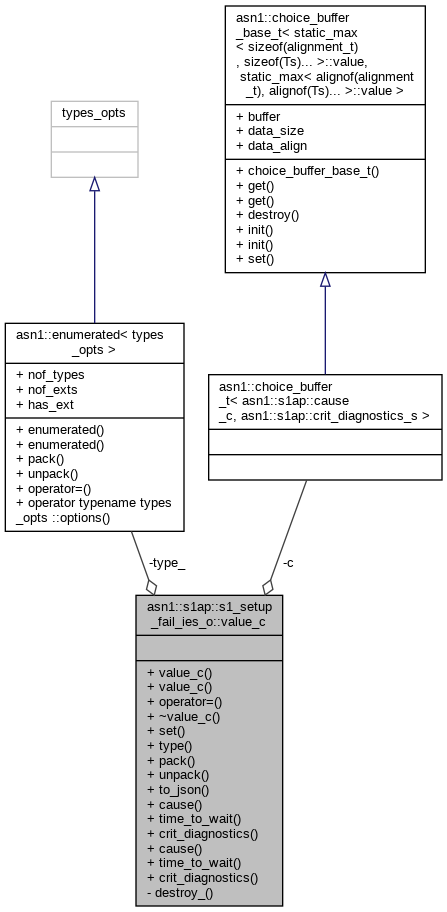 asn1::choice_buffer
_base_t< static_max
< sizeof(alignment_t)
, sizeof(Ts)... >::value,
static_max< alignof(alignment
_t), alignof(Ts)... >::value >
+ buffer
+ data_size
+ data_align
+ choice_buffer_base_t()
+ get()
+ get()
+ destroy()
+ init()
+ init()
+ set()
types_opts
asn1::enumerated< types
_opts >
+ nof_types
+ nof_exts
+ has_ext
+ enumerated()
+ enumerated()
+ pack()
+ unpack()
+ operator=()
+ operator typename types
_opts ::options()
asn1::choice_buffer
_t< asn1::s1ap::cause
_c, asn1::s1ap::crit_diagnostics_s >
-type_
-c
asn1::s1ap::s1_setup
_fail_ies_o::value_c
+ value_c()
+ value_c()
+ operator=()
+ ~value_c()
+ set()
+ type()
+ pack()
+ unpack()
+ to_json()
+ cause()
+ time_to_wait()
+ crit_diagnostics()
+ cause()
+ time_to_wait()
+ crit_diagnostics()
- destroy_()